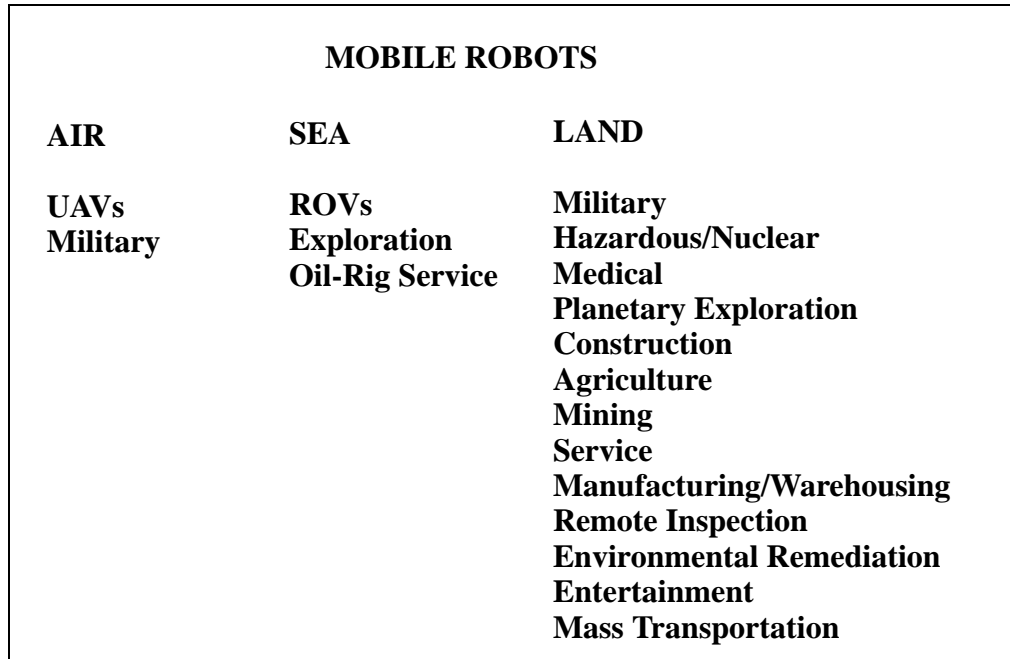 MOBILE ROBOTS
AIR
UAVs
Military
SEA
ROVs
Exploration
Oil-Rig Service
LAND
Military
Hazardous/Nuclear
Medical
Planetary Exploration
Construction
Agriculture
Mining
Service
Manufacturing/Warehousing
Remote Inspection
Environmental Remediation
Entertainment
Mass Transportation